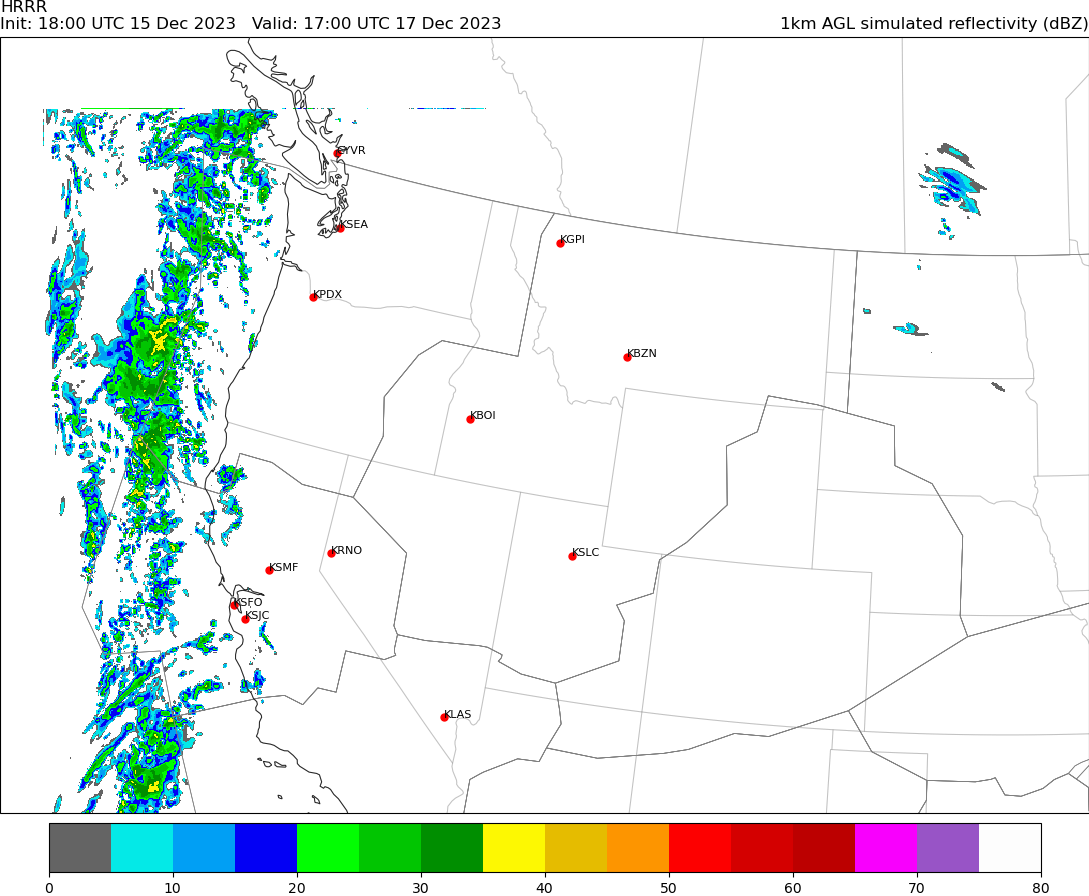 HRRR
Init: 18:00 UTC 15 Dec 2023   Valid: 17:00 UTC 17 Dec 2023   1km AGL simulated reflectivity (dBZ)
CYVR
KSEA
KGPI
KPDX
KBZN
KBOI
KRNO
KSLC
KSMF
KSFO
KSJC
KLAS
0 10 20 30 40 50 60 70 80